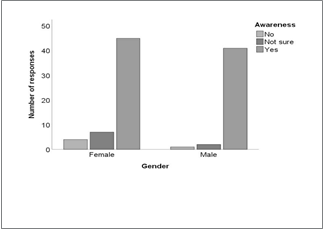 Awareness
No
Not sure
Yes
Number of responses
50
40
30
20
10
0
Female
Male
Gender